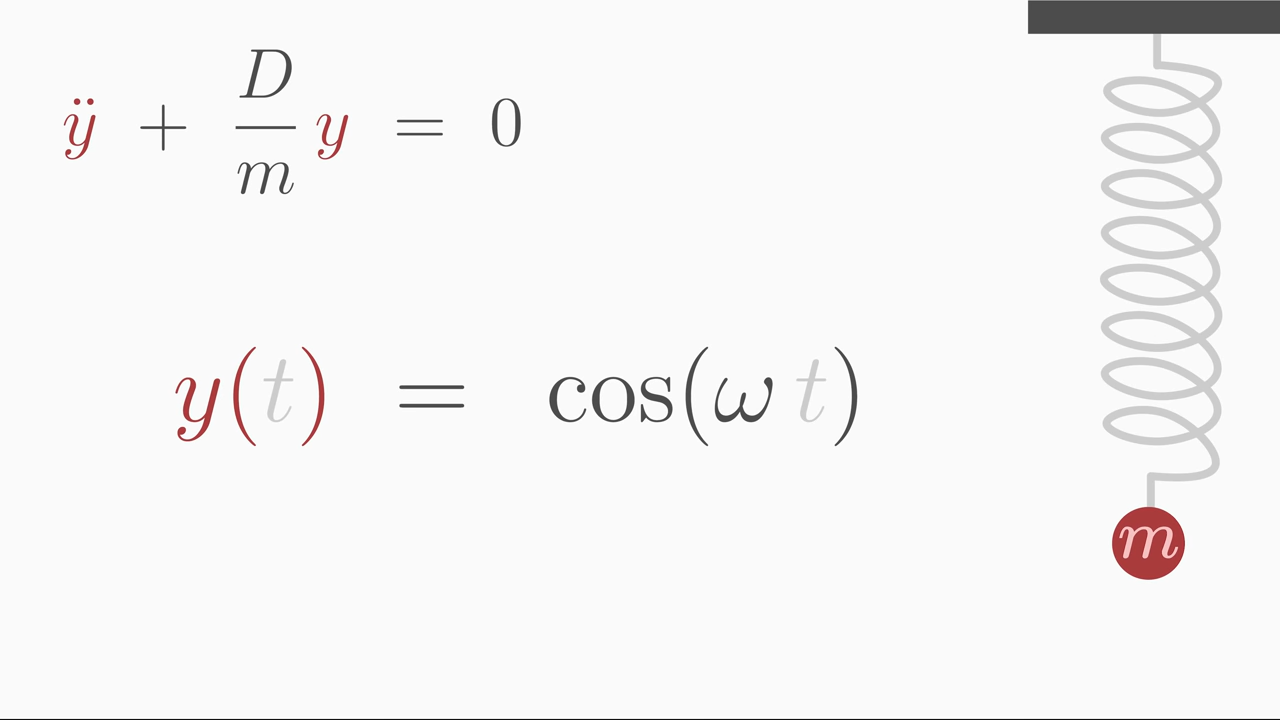 ÿ + D/m y = 0
y(t) = cos(ω t)
m